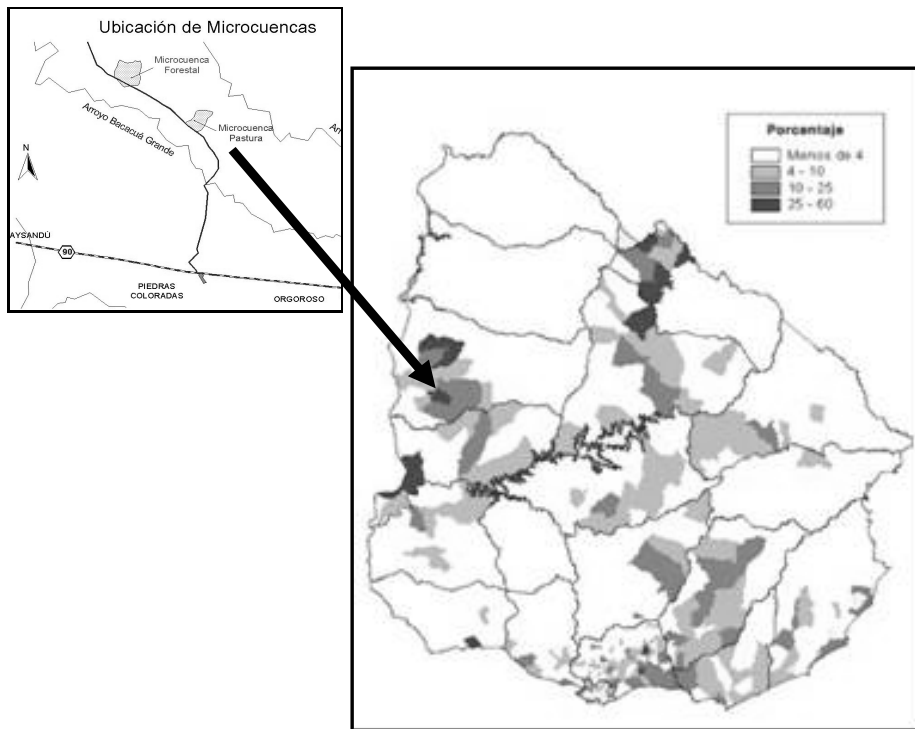 Ubicación de Microcuencas
Microcuenca
Forestal
Arroyo Bacacuá Grande
Microcuenca
Pastura
Ar
N
AYSANDÚ
90
PIEDRAS
COLORADAS
ORGOROSO
Porcentaje
Menos de 4
4 - 10
10 - 25
25 - 60